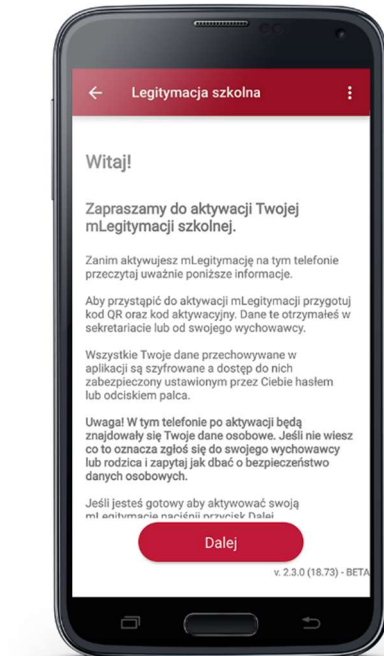 Legitymacja szkolna
Witaj!
Zapraszamy do aktywacji Twojej
mLegitymacji szkolnej.
Zanim aktywujesz mLegitymację na tym telefonie
przeczytaj uważnie poniższe informacje.
Aby przystąpić do aktywacji mLegitymacji przygotuj
kod QR oraz kod aktywacyjny. Dane te otrzymałeś w
sekretariacie lub od swojego wychowawcy.
Wszystkie Twoje dane przechowywane w
aplikacji są szyfrowane a dostęp do nich
zabezpieczony ustawionym przez Ciebie hasłem
lub odciskiem palca.
Uwaga! W tym telefonie po aktywacji będą
znajdowały się Twoje dane osobowe. Jeśli nie wiesz
co to oznacza zgłoś się do swojego wychowawcy
lub rodzica i zapytaj jak dbać o bezpieczeństwo
danych osobowych.
Jeśli jesteś gotowy aby aktywować swoją
mLegitymację naciśnij przycisk Dalej
Dalej
v. 2.3.0 (18.73) - BETA